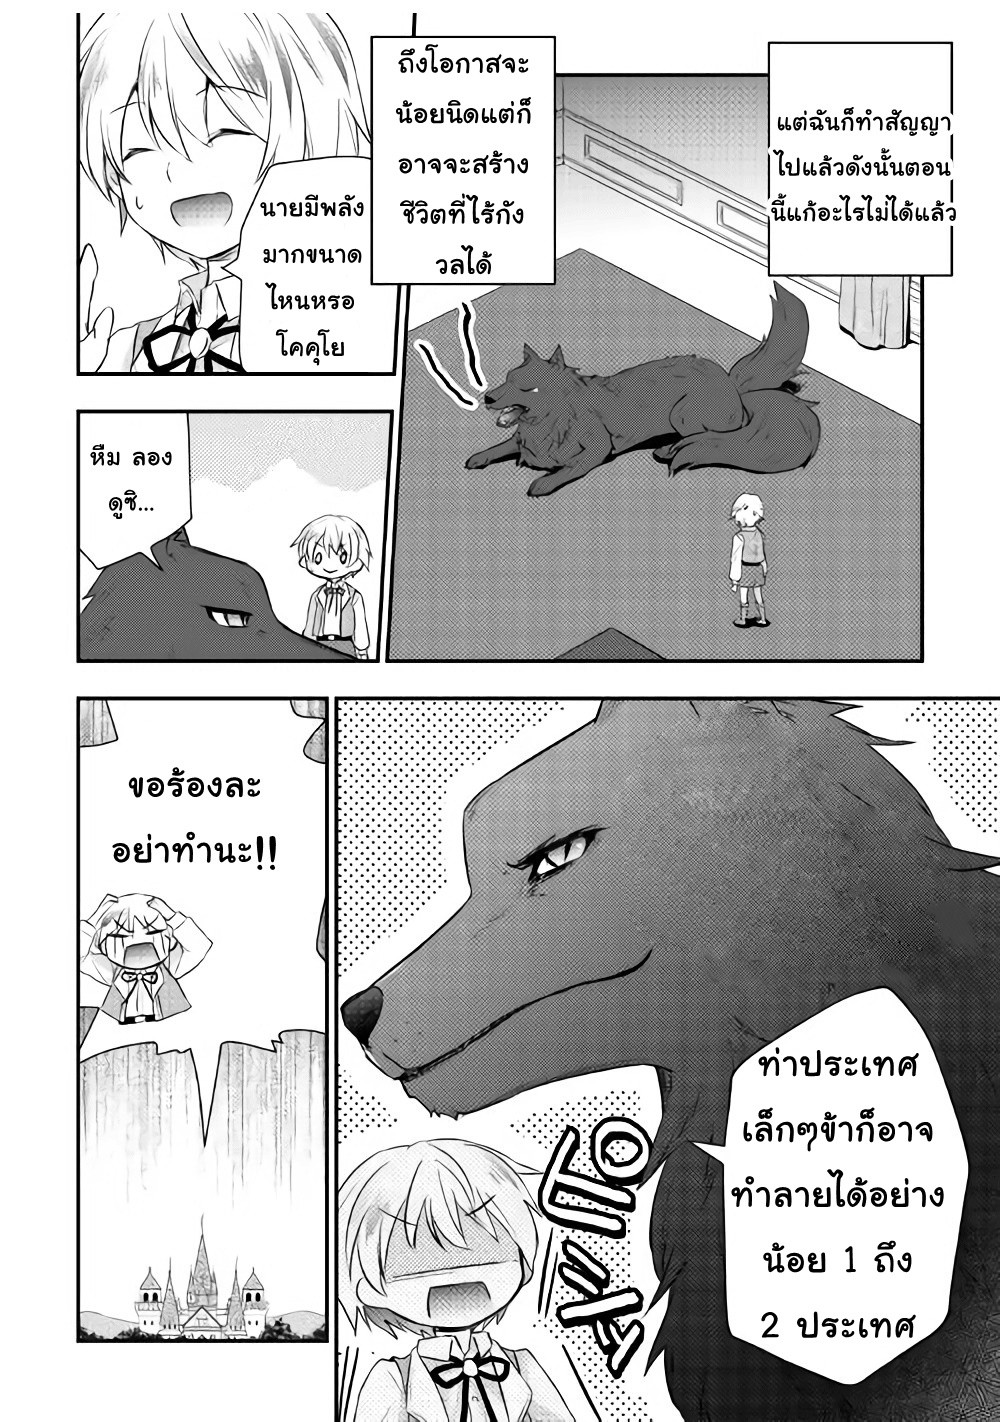 แต่ฉันก็ทำสัญญา
ไปแล้วดังนั้นตอน
นี้แก้อะไรไม่ได้แล้ว
ถึงโอกาสจะ
น้อยนิดแต่ก็
อาจจะสร้าง
ชีวิตที่ไร้กัง
วลได้
นายมีพลัง
มากขนาด
ไหนหรอ
โคคุโย
หืม ลอง
ดูซิ...
ท่าประเทศ
เล็กๆข้าก็อาจ
ทำลายได้อย่าง
น้อย 1 ถึง
2 ประเทศ
ขอร้องละ
อย่าทำนะ!!